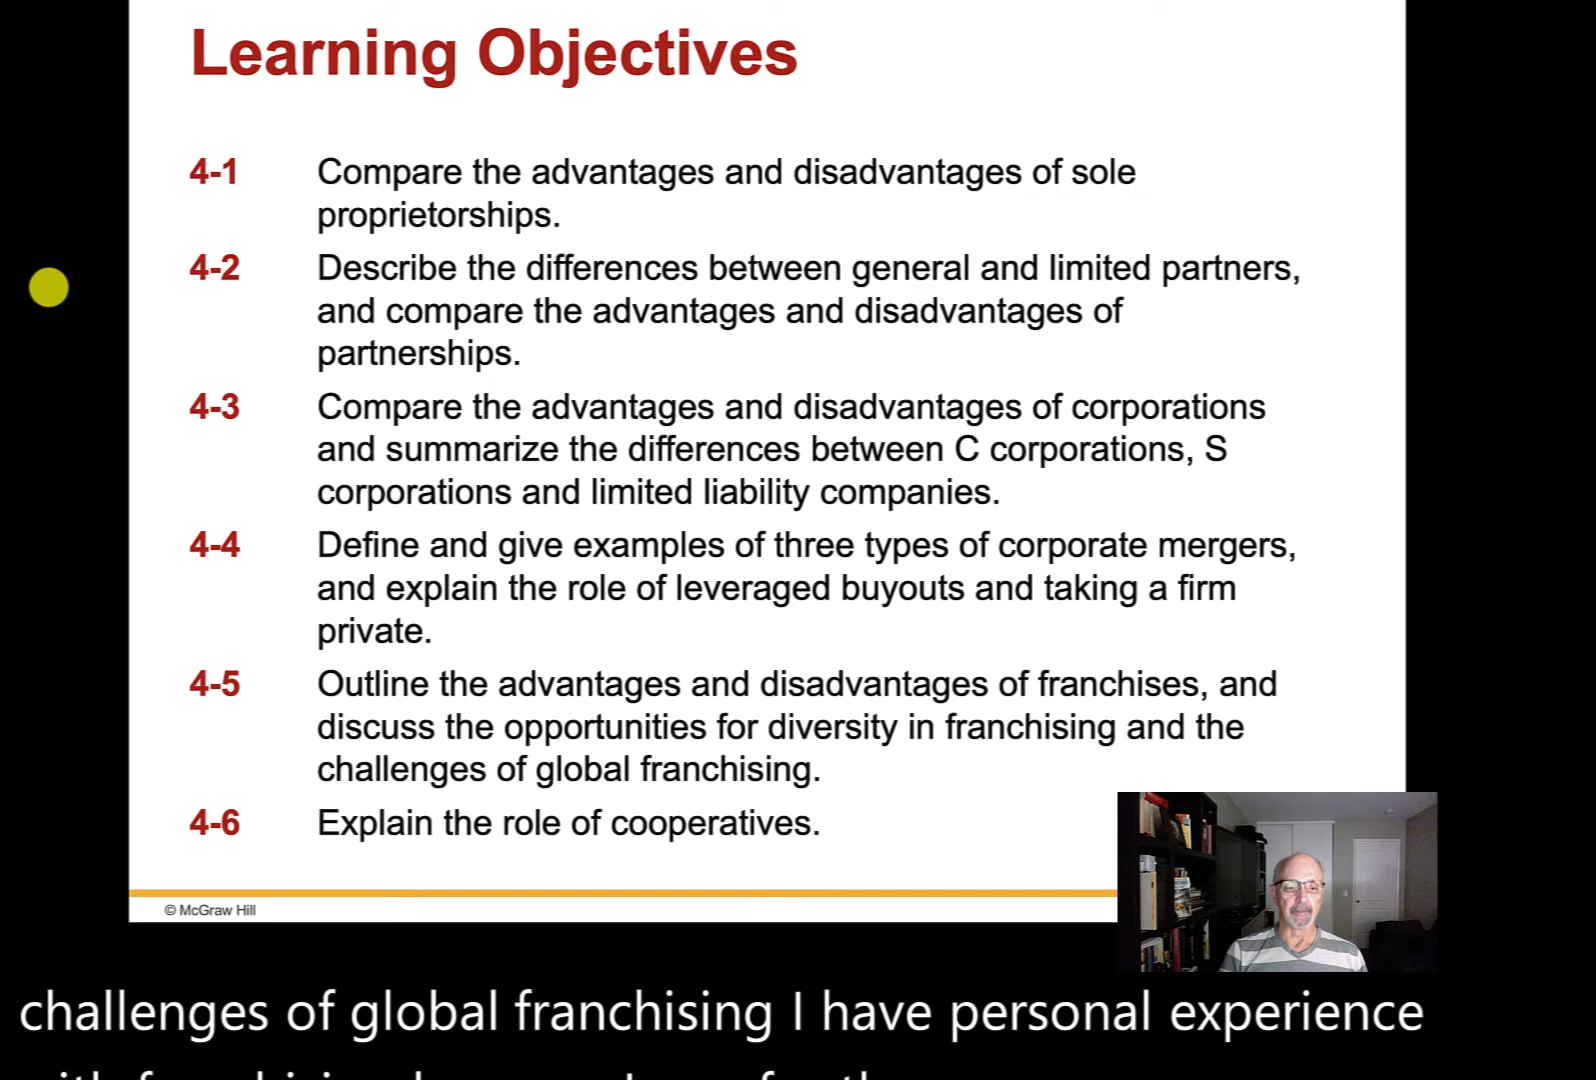 Learning Objectives
4-1 Compare the advantages and disadvantages of sole
proprietorships.
4-2 Describe the differences between general and limited partners,
and compare the advantages and disadvantages of
partnerships.
4-3 Compare the advantages and disadvantages of corporations
and summarize the differences between C corporations, S
corporations and limited liability companies.
4-4 Define and give examples of three types of corporate mergers,
and explain the role of leveraged buyouts and taking a firm
private.
4-5 Outline the advantages and disadvantages of franchises, and
discuss the opportunities for diversity in franchising and the
challenges of global franchising.
4-6 Explain the role of cooperatives.
© McGraw Hill
challenges of global franchising I have personal experience